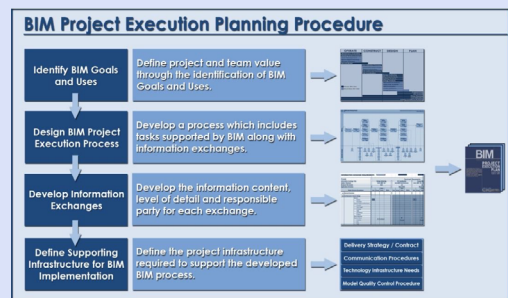 BIM Project Execution Planning Procedure
Identify BIM Goals
and Uses
Define project and team value
through the identification of BIM
Goals and Uses.
Design BIM Project
Execution Process
Develop a process which includes
tasks supported by BIM along with
information exchanges.
Develop Information
Exchanges
Develop the information content,
level of detail and responsible
party for each exchange.
Define Supporting
Infrastructure for BIM
Implementation
Define the project infrastructure
required to support the developed
BIM process.
Delivery Strategy / Contract
Communication Procedures
Technology Infrastructure Needs
Model Quality Control Procedure
BIM
PROJECT
EXECUTION
PLAN